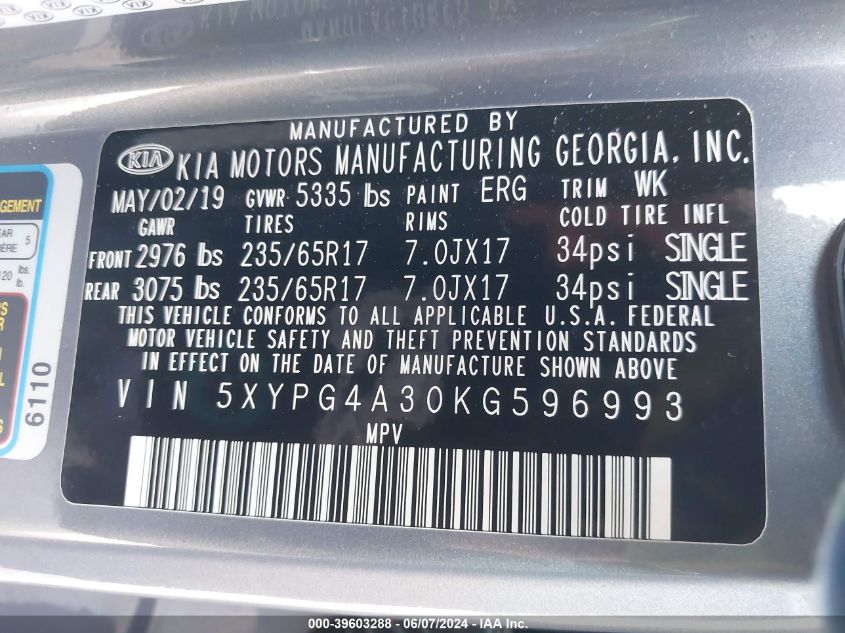 MANUFACTURED BY
KIA KIA MOTORS MANUFACTURING GEORGIA, INC.
MAY/02/19 GVWR 5335 lbs PAINT ERG TRIM WK
GAWR TIRES RIMS COLD TIRE INFL
FRONT 2976 lbs 235/65R17 7.0JX17 34psi SINGLE
REAR 3075 lbs 235/65R17 7.0JX17 34psi SINGLE
THIS VEHICLE CONFORMS TO ALL APPLICABLE U.S.A. FEDERAL
MOTOR VEHICLE SAFETY AND THEFT PREVENTION STANDARDS
IN EFFECT ON THE DATE OF MANUFACTURE SHOWN ABOVE
VIN 5XYPG4A30KG596993
MPV
6110
000-39603288 - 06/07/2024 - IAA Inc.